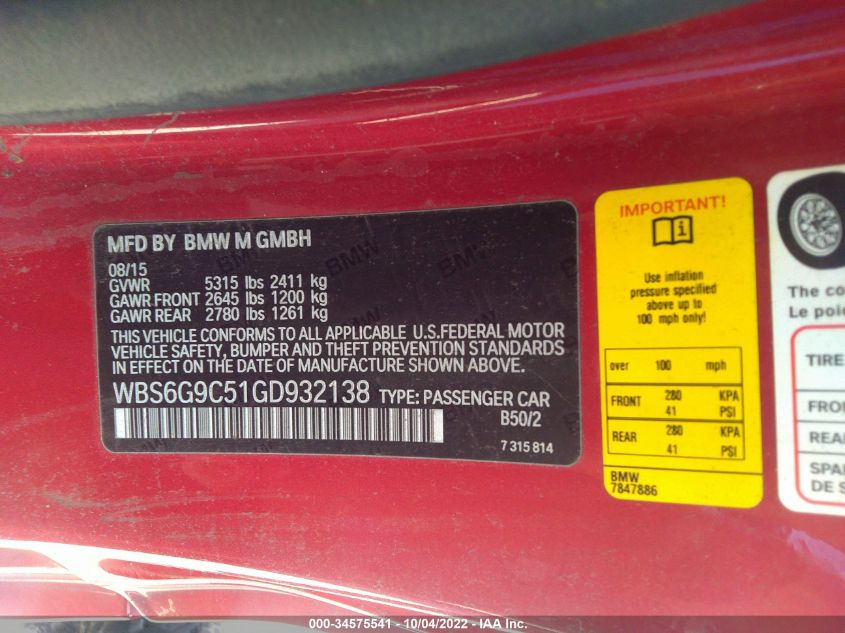 MFD BY BMW M GMBH
08/15
GVWR 5315 lbs 2411 kg
GAWR FRONT 2645 lbs 1200 kg
GAWR REAR 2780 lbs 1261 kg
THIS VEHICLE CONFORMS TO ALL APPLICABLE U.S.FEDERAL MOTOR
VEHICLE SAFETY, BUMPER AND THEFT PREVENTION STANDARDS
IN EFFECT ON THE DATE OF MANUFACTURE SHOWN ABOVE.
WBS6G9C51GD932138 TYPE: PASSENGER CAR
B50/2
7 315 814
IMPORTANT!
Use inflation
pressure specified
above up to
100 mph only!
over 100 mph
FRONT 280 KPA
41 PSI
REAR 280 KPA
41 PSI
BMW
7847886
The co
Le poi
TIRE
FRO
REA
SPA
DE S
000-34575541 - 10/04/2022 - IAA Inc.